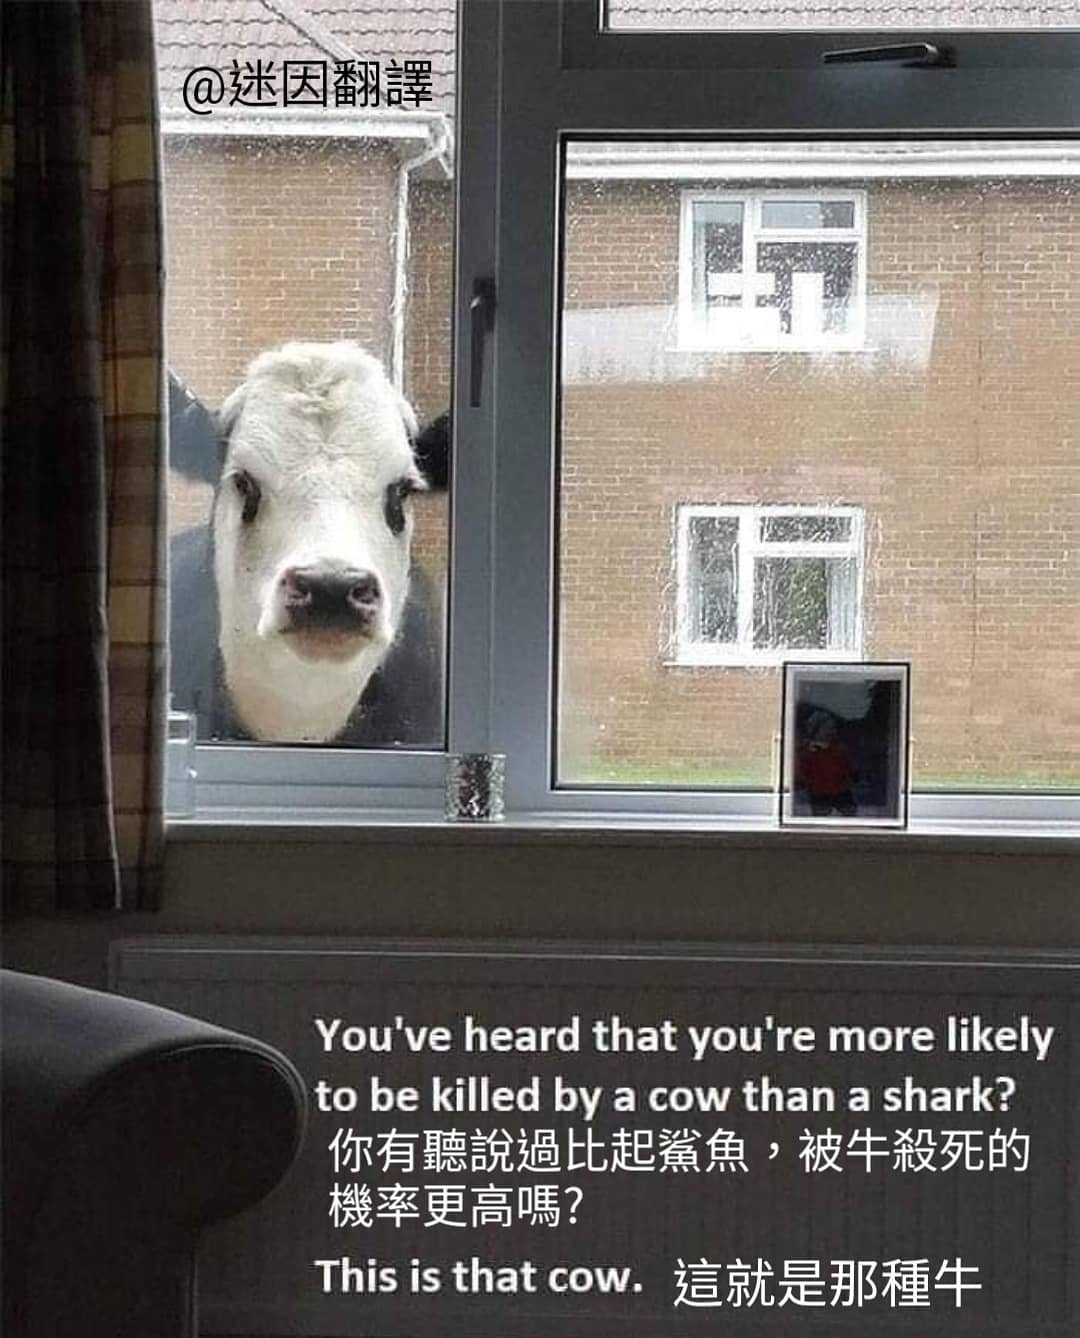 @迷因翻譯
You've heard that you're more likely
to be killed by a cow than a shark?
你有聽說過比起鯊魚，被牛殺死的
機率更高嗎?
This is that cow. 這就是那種牛